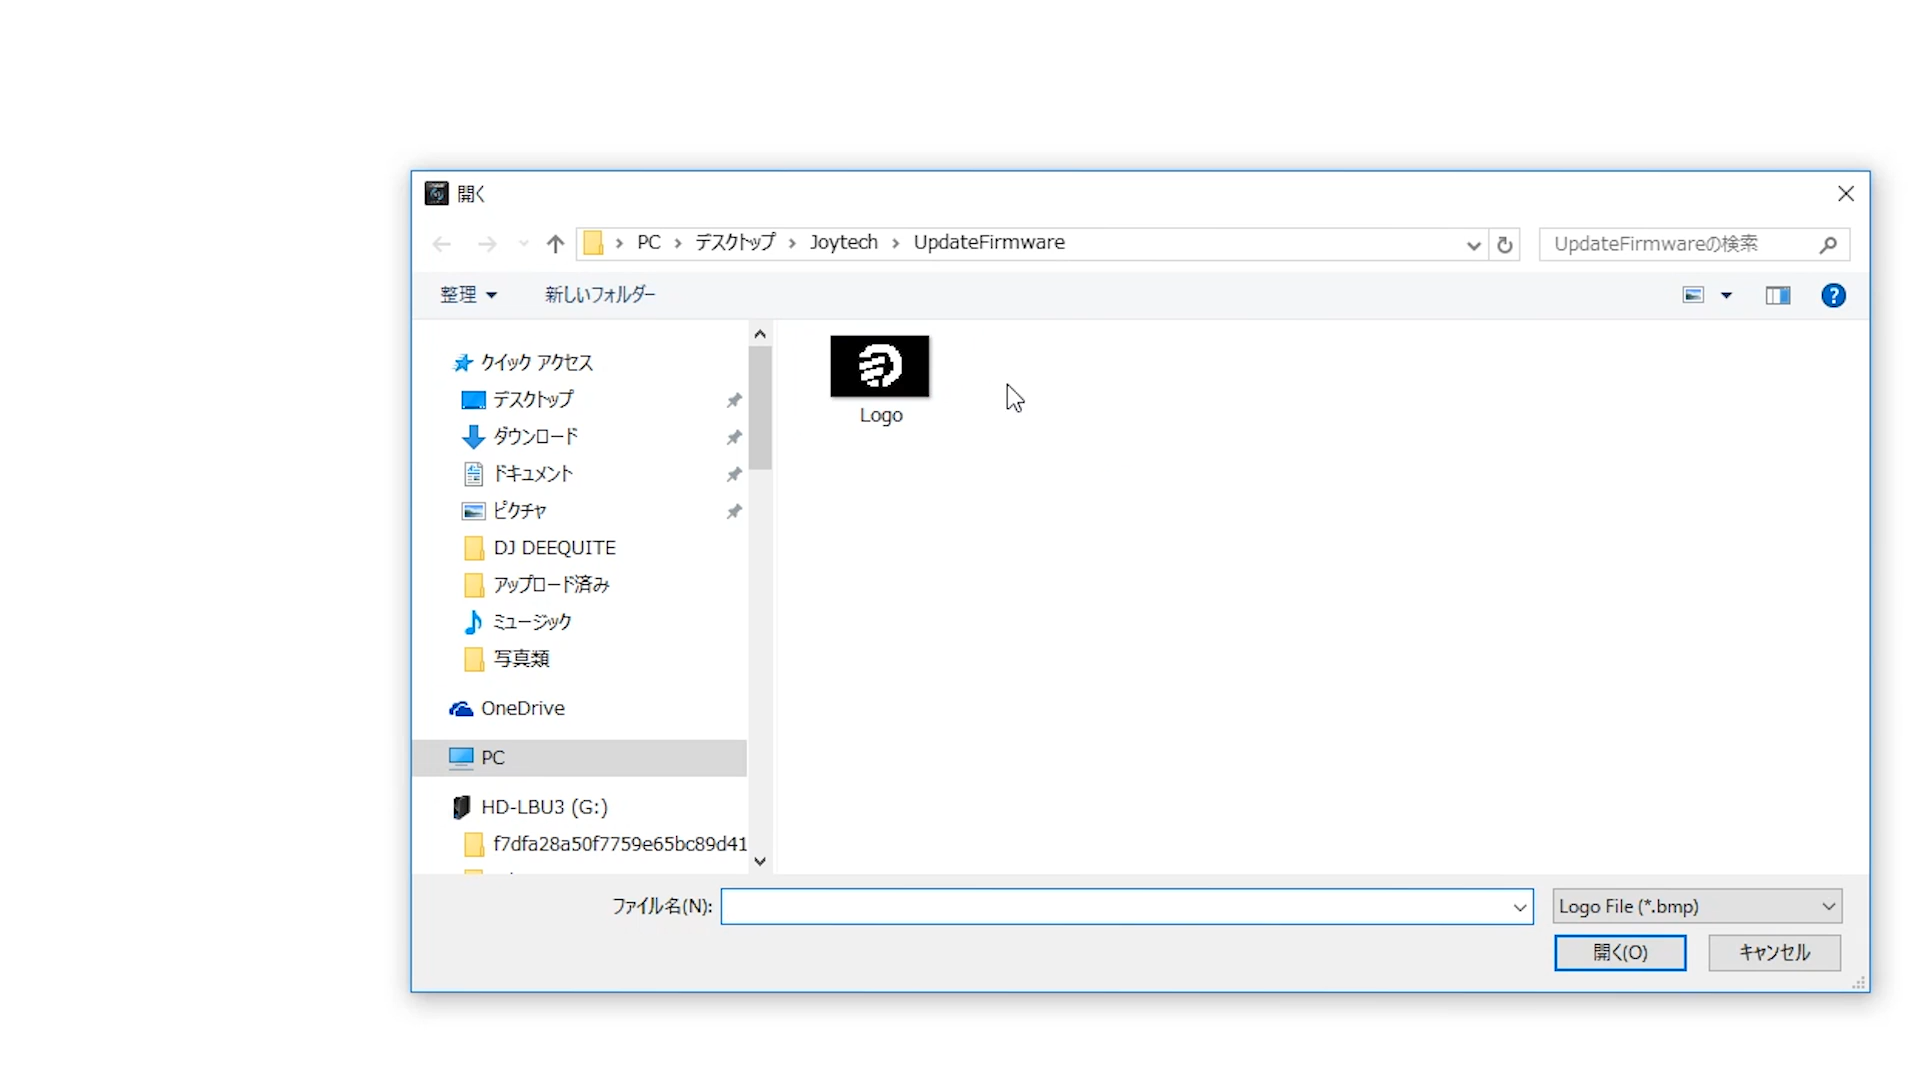 開く
PC > デスクトップ > Joytech > UpdateFirmware
UpdateFirmwareの検索
整理
新しいフォルダー
クイック アクセス
デスクトップ
ダウンロード
ドキュメント
ピクチャ
DJ DEEQUITE
アップロード済み
ミュージック
写真類
OneDrive
PC
HD-LBU3 (G:)
f7dfa28a50f7759e65bc89d41
Logo
ファイル名(N):
Logo File (*.bmp)
開く(O)
キャンセル